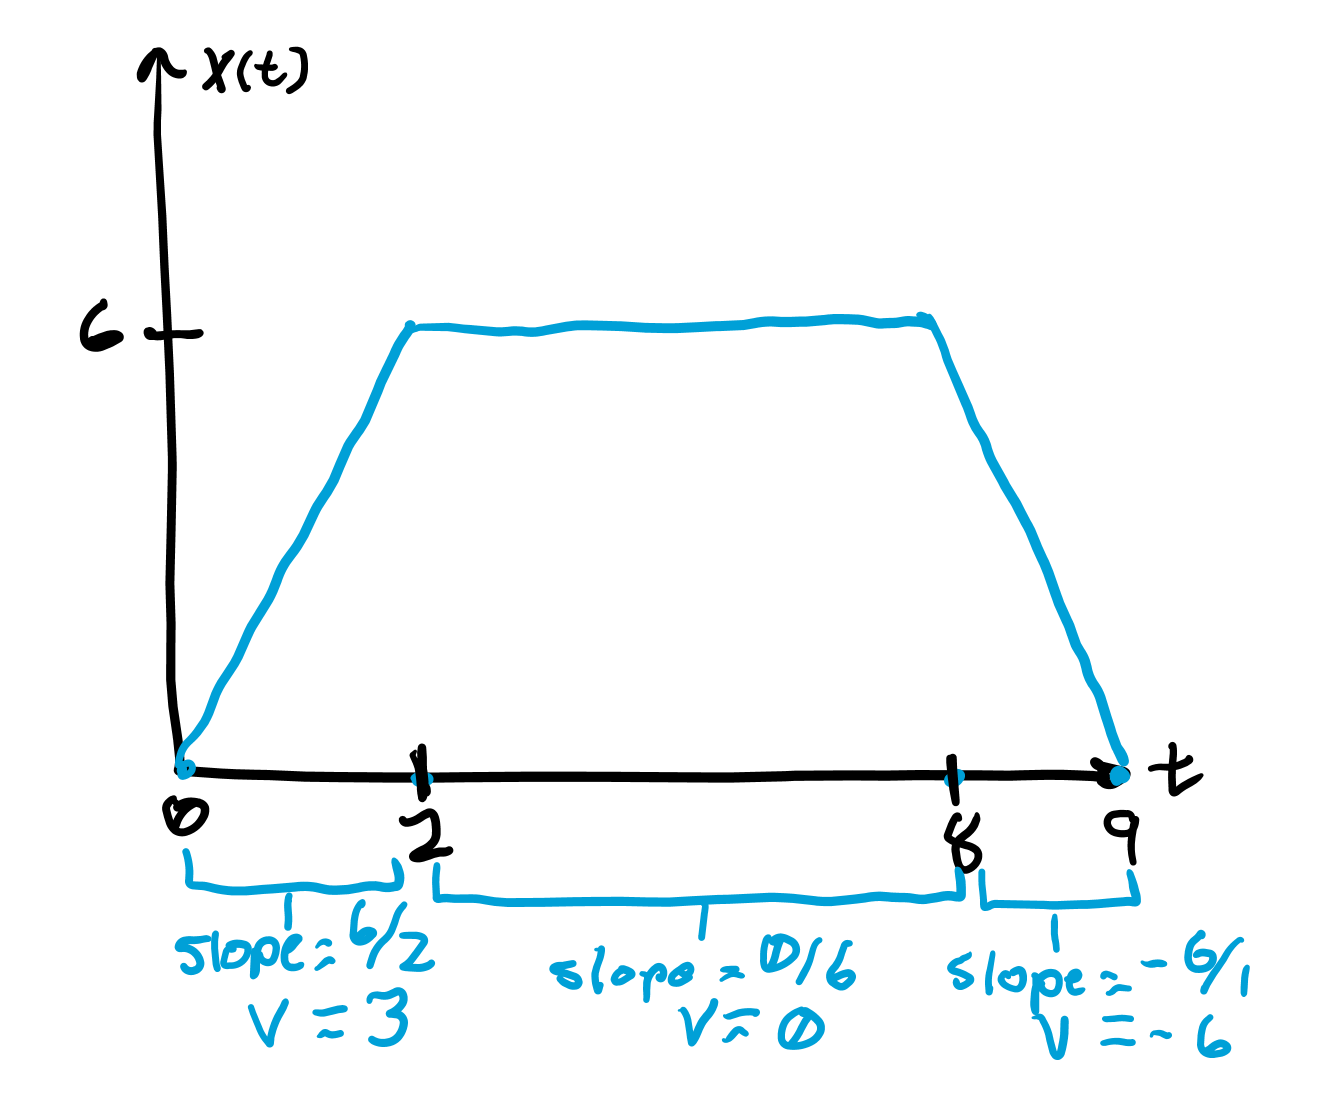 X(t)
6
t
0 2 8 9
slope = 6/2
V = 3
slope = 0/6
V = 0
slope = -6/1
V = -6